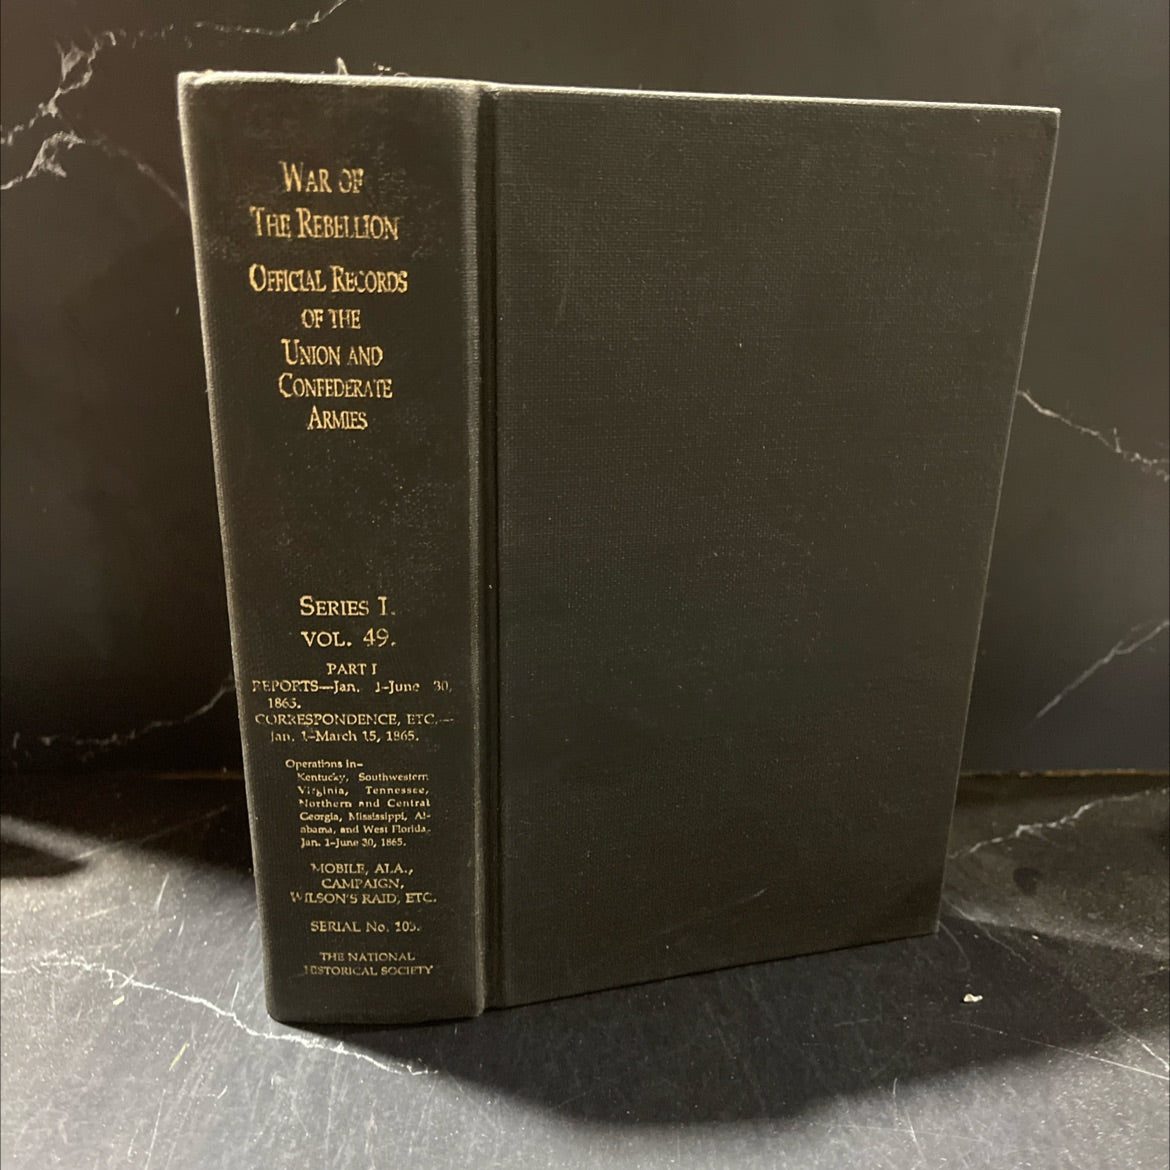 WAR OF
THE REBELLION
OFFICIAL RECORDS
OF THE
UNION AND
CONFEDERATE
ARMIES
SERIES I.
VOL. 49.
PART I
REPORTS—Jan. 1–June 30,
1865.
CORRESPONDENCE, ETC.—
Jan. 1–March 15, 1865.
Operations in–
Kentucky, Southwestern
Virginia, Tennessee,
Northern and Central
Georgia, Mississippi, Al-
abama, and West Florida.
Jan. 1–June 30, 1865.
MOBILE, ALA.,
CAMPAIGN,
WILSON'S RAID, ETC.
SERIAL No. 103.
THE NATIONAL
HISTORICAL SOCIETY